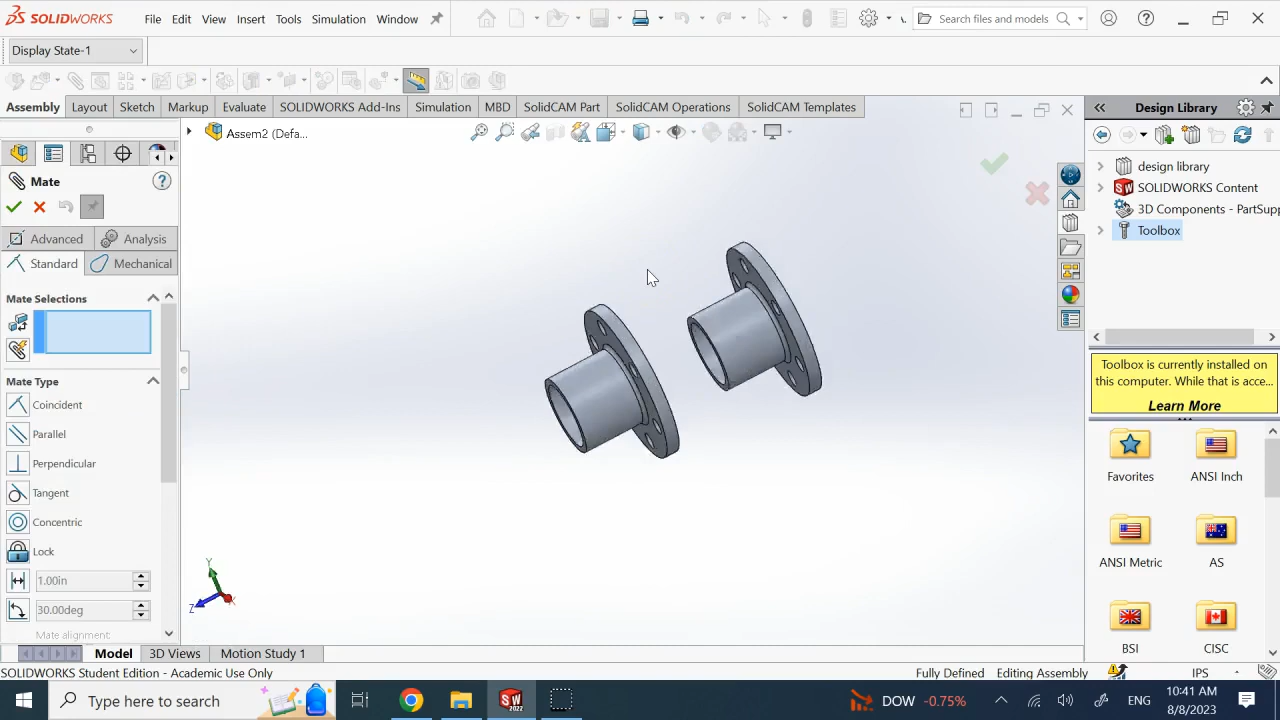 SOLIDWORKS File Edit View Insert Tools Simulation Window Search files and models
Display State-1
Assembly Layout Sketch Markup Evaluate SOLIDWORKS Add-Ins Simulation MBD SolidCAM Part SolidCAM Operations SolidCAM Templates Design Library
Assem2 (Defa...
design library
Mate
SOLIDWORKS Content
3D Components - PartSupp
Toolbox
Advanced Analysis
Standard Mechanical
Mate Selections
Mate Type
Coincident
Parallel
Perpendicular
Tangent
Concentric
Lock
1.00in
30.00deg
Mate alignment:
Y
Z
X
Toolbox is currently installed on
this computer. While that is acce...
Learn More
Favorites ANSI Inch
ANSI Metric AS
BSI CISC
Model 3D Views Motion Study 1
SOLIDWORKS Student Edition - Academic Use Only Fully Defined Editing Assembly IPS
Type here to search SW 2022 DOW -0.75% ENG 10:41 AM
8/8/2023